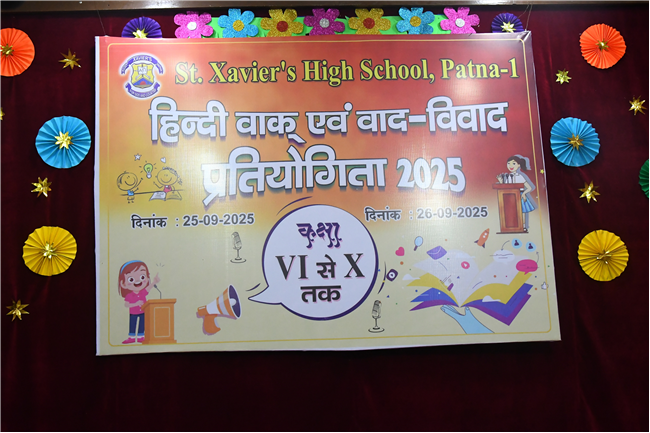 St. Xavier's High School, Patna-1
हिन्दी वाक् एवं वाद-विवाद
प्रतियोगिता 2025
दिनांक : 25-09-2025
दिनांक : 26-09-2025
कक्षा
VI से X
तक